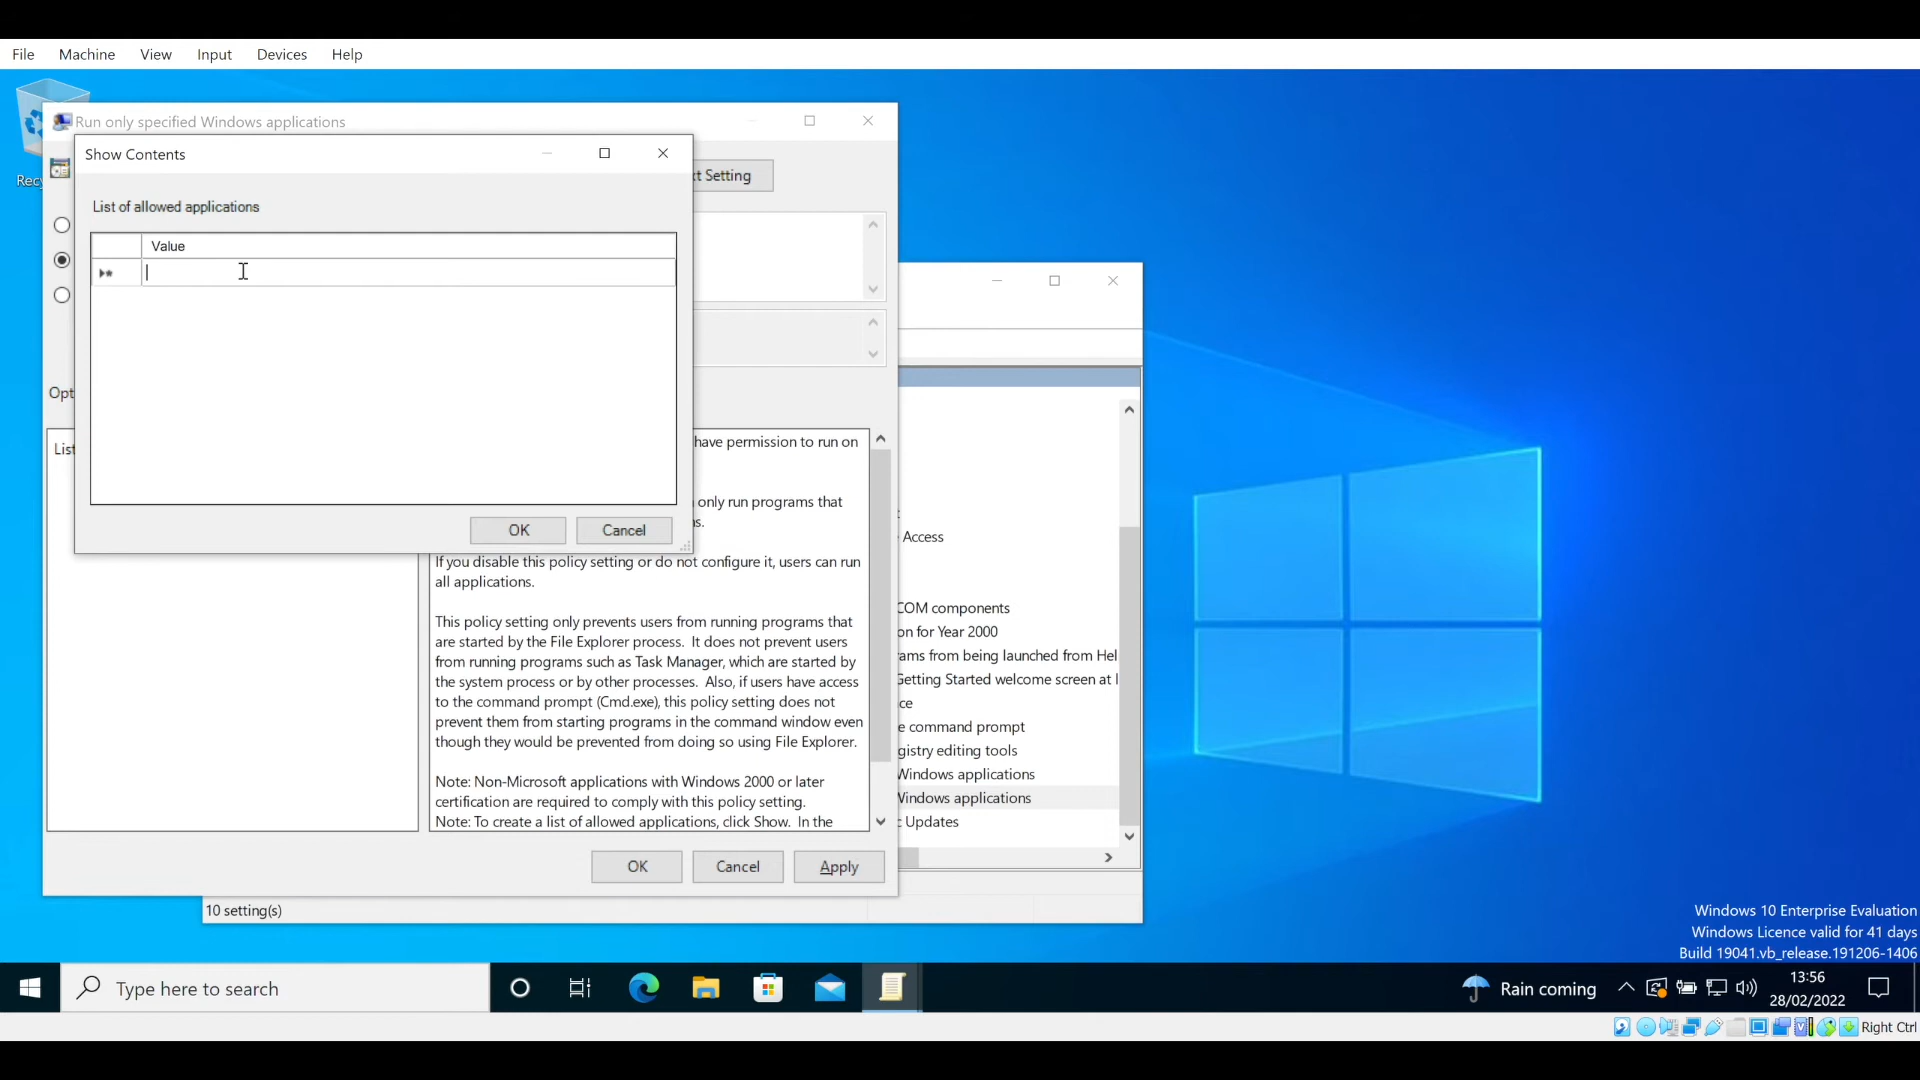 File Machine View Input Devices Help
Run only specified Windows applications
Show Contents
xt Setting
List of allowed applications
Value
Opt
List
OK Cancel
have permission to run on
only run programs that
s.
If you disable this policy setting or do not configure it, users can run
all applications.
This policy setting only prevents users from running programs that
are started by the File Explorer process. It does not prevent users
from running programs such as Task Manager, which are started by
the system process or by other processes. Also, if users have access
to the command prompt (Cmd.exe), this policy setting does not
prevent them from starting programs in the command window even
though they would be prevented from doing so using File Explorer.
Note: Non-Microsoft applications with Windows 2000 or later
certification are required to comply with this policy setting.
Note: To create a list of allowed applications, click Show. In the
OK Cancel Apply
Access
COM components
on for Year 2000
rams from being launched from Hel
Getting Started welcome screen at l
ce
e command prompt
gistry editing tools
Windows applications
Windows applications
c Updates
10 setting(s)
Recy
Windows 10 Enterprise Evaluation
Windows Licence valid for 41 days
Build 19041.vb_release.191206-1406
Type here to search
Rain coming
13:56
28/02/2022
Right Ctrl